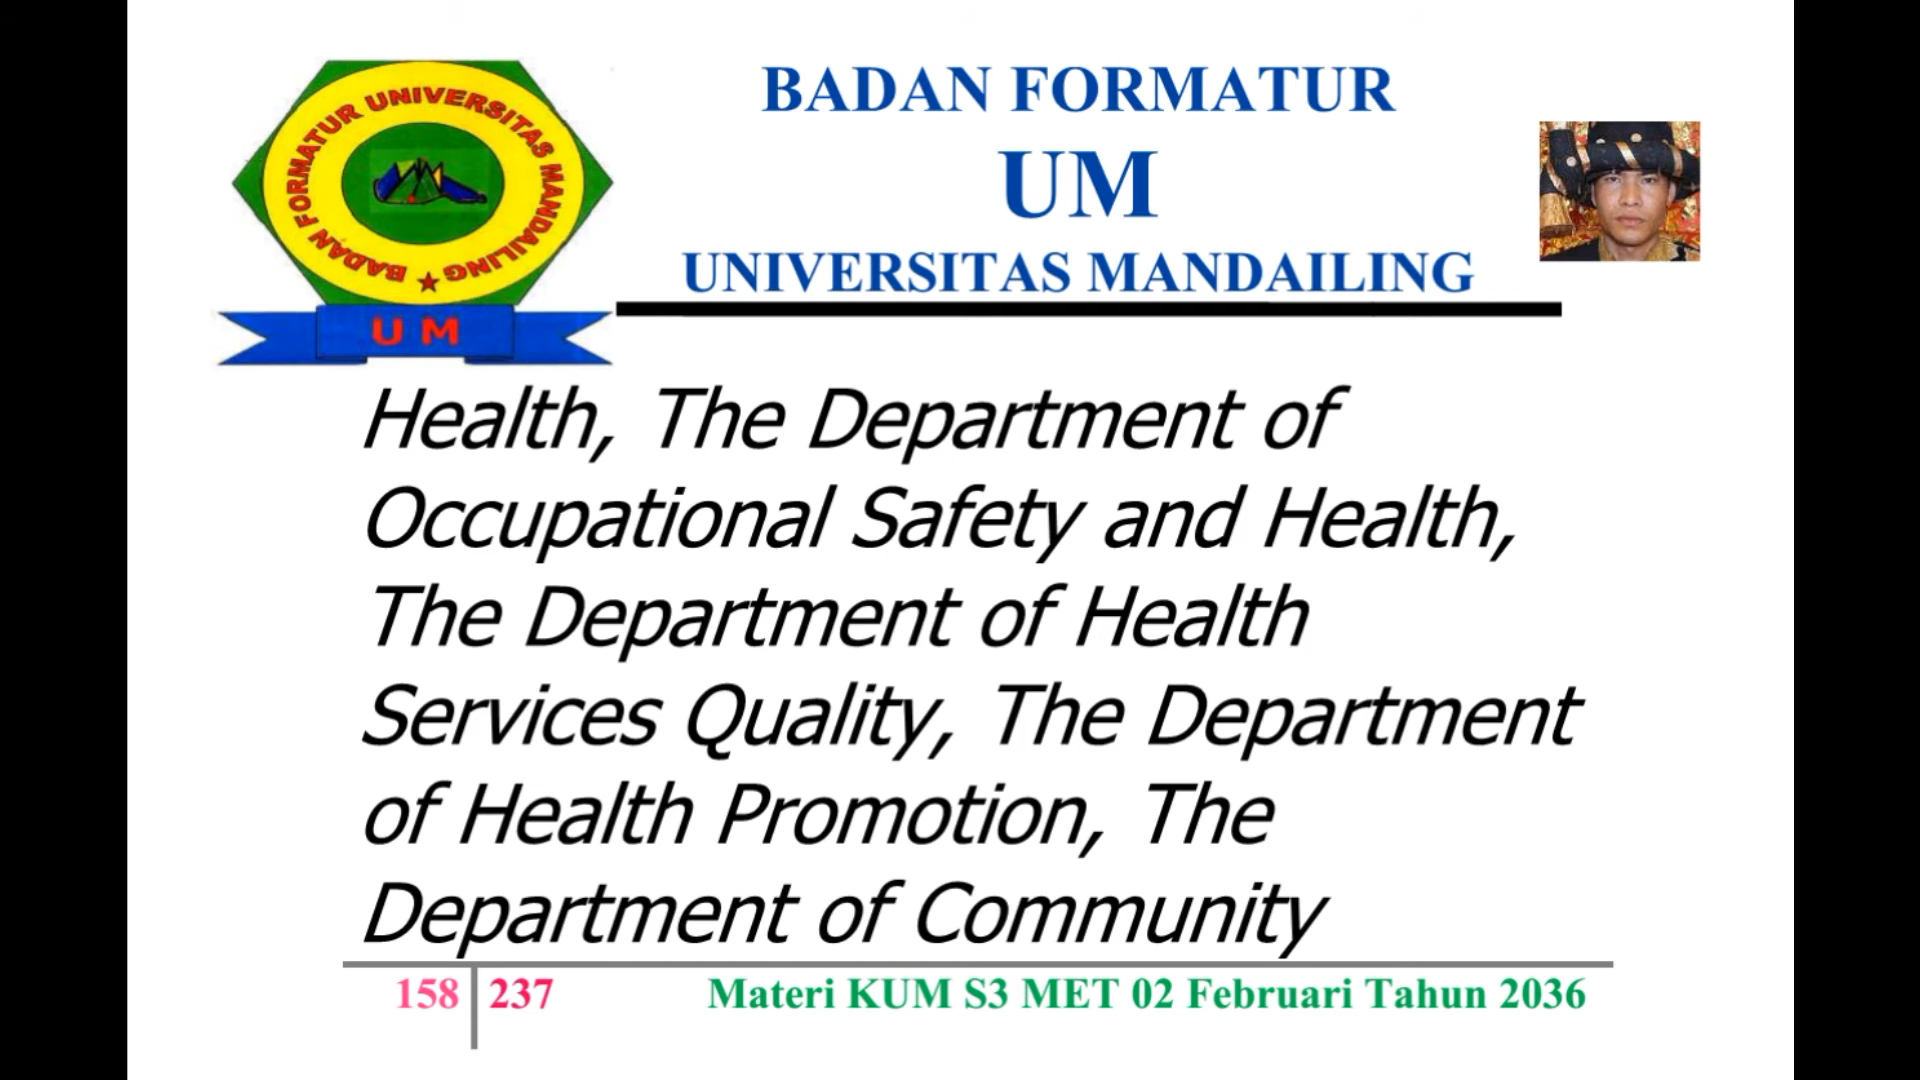 BADAN FORMATUR UNIVERSITAS MANDAILING
U M
BADAN FORMATUR
UM
UNIVERSITAS MANDAILING
Health, The Department of
Occupational Safety and Health,
The Department of Health
Services Quality, The Department
of Health Promotion, The
Department of Community
158 237 Materi KUM S3 MET 02 Februari Tahun 2036